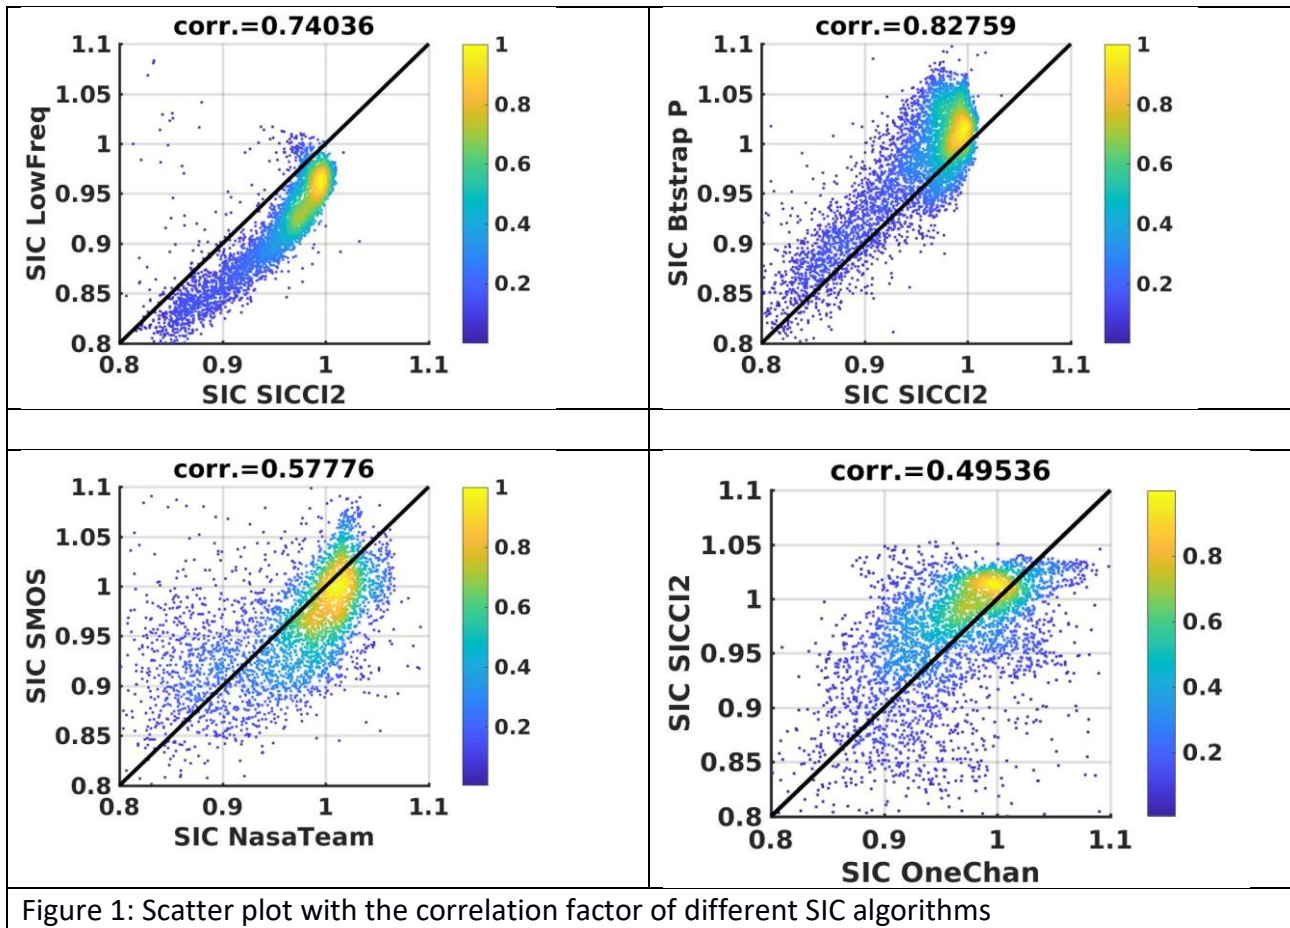 corr.=0.74036
1.1
1.05
1
0.95
0.9
0.85
0.8
SIC LowFreq
0.8 0.9 1 1.1
SIC SICCI2
1
0.8
0.6
0.4
0.2
corr.=0.82759
1.1
1.05
1
0.95
0.9
0.85
0.8
SIC Btstrap P
0.8 0.9 1 1.1
SIC SICCI2
1
0.8
0.6
0.4
0.2
corr.=0.57776
1.1
1.05
1
0.95
0.9
0.85
0.8
SIC SMOS
0.8 0.9 1 1.1
SIC NasaTeam
1
0.8
0.6
0.4
0.2
corr.=0.49536
1.1
1.05
1
0.95
0.9
0.85
0.8
SIC SICCI2
0.8 0.9 1 1.1
SIC OneChan
0.8
0.6
0.4
0.2
Figure 1: Scatter plot with the correlation factor of different SIC algorithms